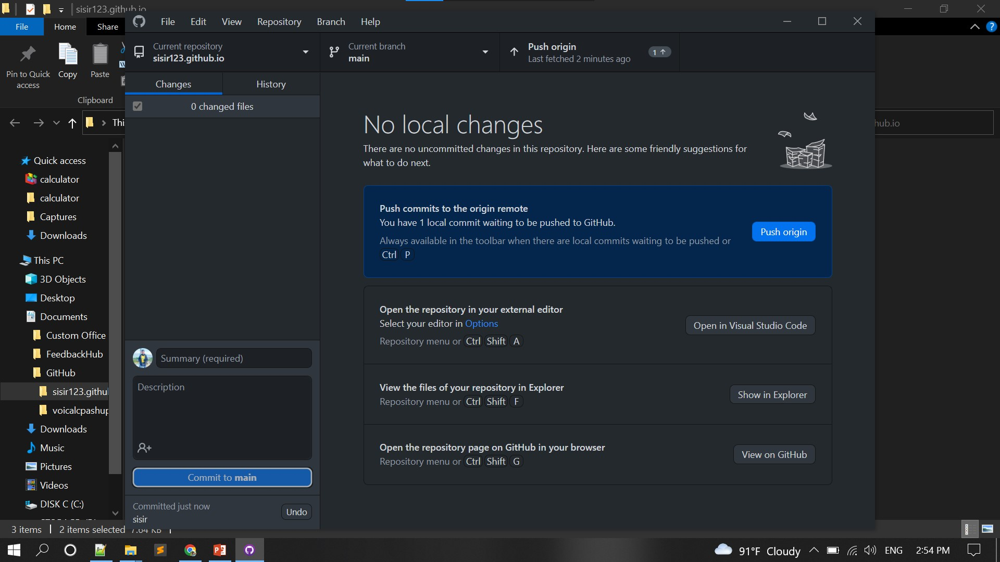 sisir123.github.io
File
Home
Share
Pin to Quick
access
Copy
Paste
Clipboard
Thi
hub.io
Quick access
calculator
calculator
Captures
Downloads
This PC
3D Objects
Desktop
Documents
Custom Office
FeedbackHub
GitHub
sisir123.githu
voicalcpashup
Downloads
Music
Pictures
Videos
DISK C (C:)
3 items
2 items selected 7.64 KB
File
Edit
View
Repository
Branch
Help
Current repository
sisir123.github.io
Current branch
main
Push origin
Last fetched 2 minutes ago
1
Changes
History
0 changed files
Summary (required)
Description
Commit to main
Committed just now
sisir
Undo
No local changes
There are no uncommitted changes in this repository. Here are some friendly suggestions for
what to do next.
Push commits to the origin remote
You have 1 local commit waiting to be pushed to GitHub.
Always available in the toolbar when there are local commits waiting to be pushed or
Ctrl P
Push origin
Open the repository in your external editor
Select your editor in Options
Repository menu or Ctrl Shift A
Open in Visual Studio Code
View the files of your repository in Explorer
Repository menu or Ctrl Shift F
Show in Explorer
Open the repository page on GitHub in your browser
Repository menu or Ctrl Shift G
View on GitHub
91°F Cloudy
ENG
2:54 PM